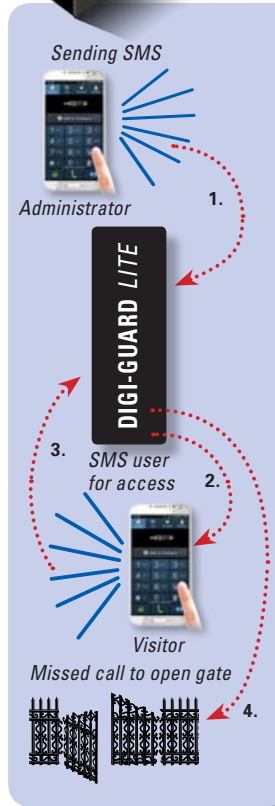 Sending SMS
1.
Administrator
DIGI-GUARD LITE
3.
SMS user
for access
2.
Visitor
Missed call to open gate
4.